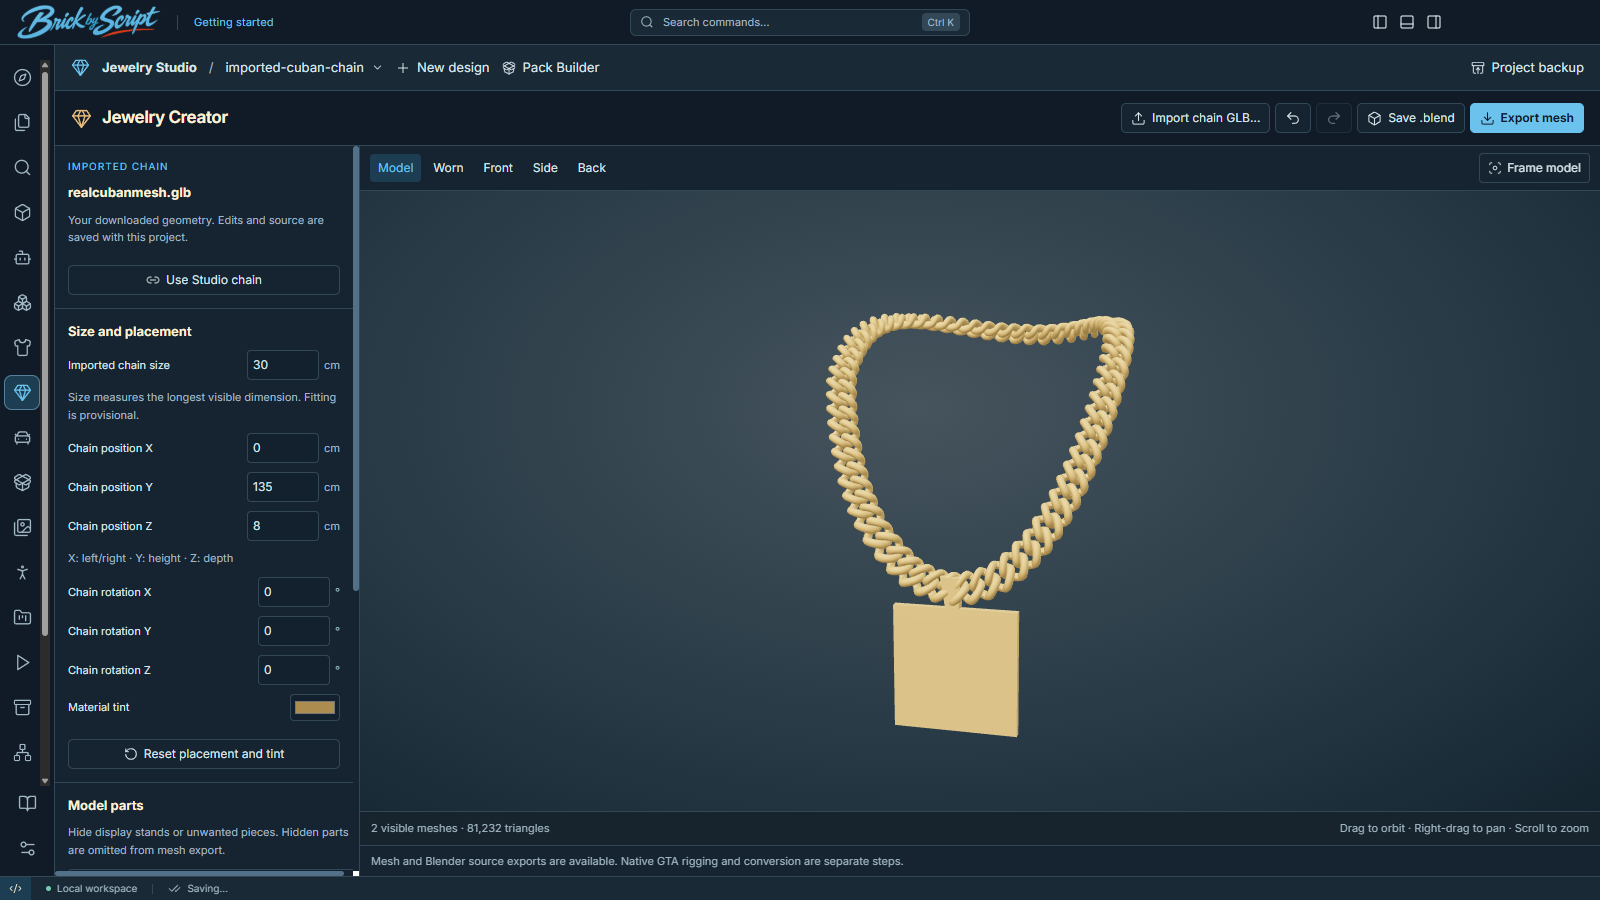 Brick by Script
Getting started
Search commands...
Ctrl K
Jewelry Studio / imported-cuban-chain
New design
Pack Builder
Project backup
Jewelry Creator
Import chain GLB...
Save .blend
Export mesh
IMPORTED CHAIN
realcubanmesh.glb
Your downloaded geometry. Edits and source are
saved with this project.
Use Studio chain
Size and placement
Imported chain size 30 cm
Size measures the longest visible dimension. Fitting
is provisional.
Chain position X 0 cm
Chain position Y 135 cm
Chain position Z 8 cm
X: left/right · Y: height · Z: depth
Chain rotation X 0 °
Chain rotation Y 0 °
Chain rotation Z 0 °
Material tint
Reset placement and tint
Model parts
Hide display stands or unwanted pieces. Hidden parts
are omitted from mesh export.
Model
Worn
Front
Side
Back
Frame model
2 visible meshes · 81,232 triangles
Drag to orbit · Right-drag to pan · Scroll to zoom
Mesh and Blender source exports are available. Native GTA rigging and conversion are separate steps.
Local workspace
Saving...